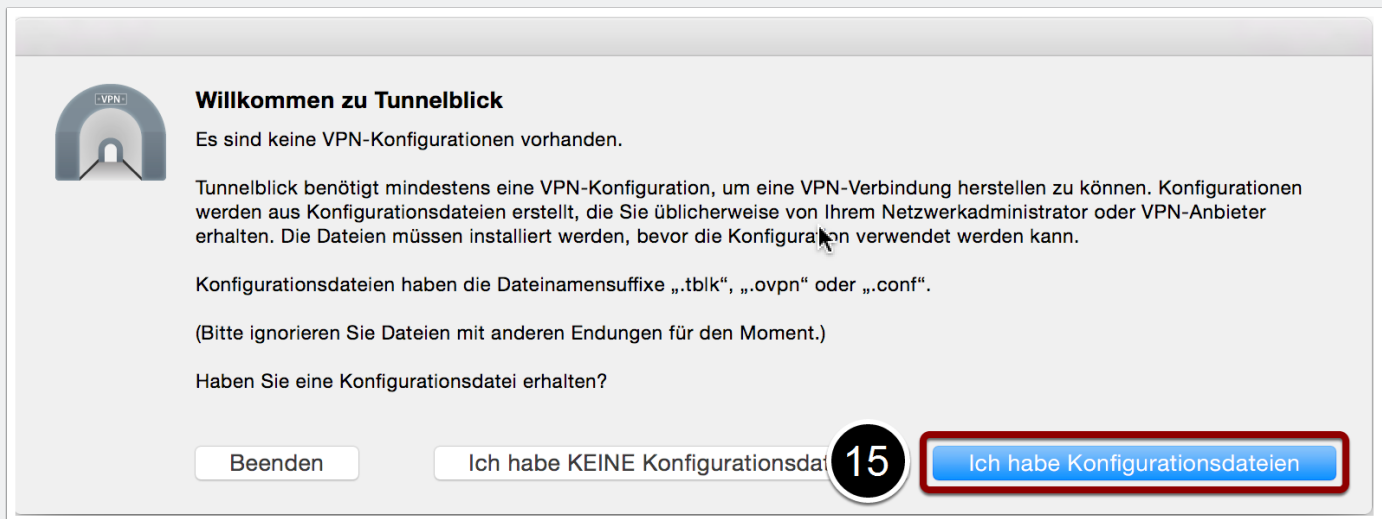 VPN
Willkommen zu Tunnelblick
Es sind keine VPN-Konfigurationen vorhanden.
Tunnelblick benötigt mindestens eine VPN-Konfiguration, um eine VPN-Verbindung herstellen zu können. Konfigurationen
werden aus Konfigurationsdateien erstellt, die Sie üblicherweise von Ihrem Netzwerkadministrator oder VPN-Anbieter
erhalten. Die Dateien müssen installiert werden, bevor die Konfiguration verwendet werden kann.
Konfigurationsdateien haben die Dateinamensuffixe „.tblk“, „.ovpn“ oder „.conf“.
(Bitte ignorieren Sie Dateien mit anderen Endungen für den Moment.)
Haben Sie eine Konfigurationsdatei erhalten?
Beenden
Ich habe KEINE Konfigurationsdat
15
Ich habe Konfigurationsdateien